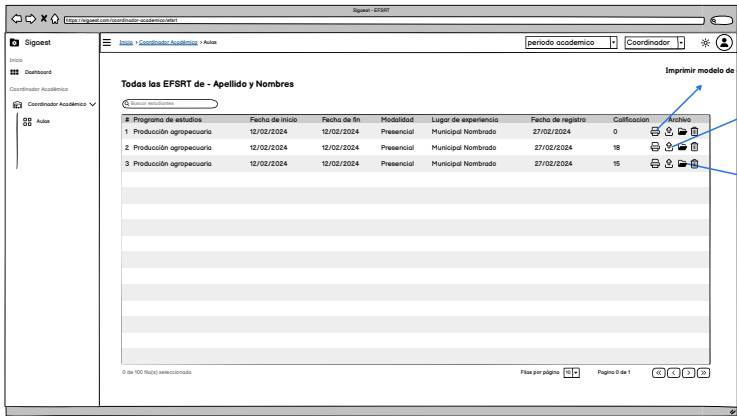 Sigoest - EFSRT
https://sigoest.com/coordinador-academico/efsrt
Sigoest
Inicio > Coordinador Académico > Aulas
periodo academico
Coordinador
Inicio
Dashboard
Coordinador Académico
Coordinador Académico
Aulas
Imprimir modelo de
Todas las EFSRT de - Apellido y Nombres
Buscar estudiantes
# Programa de estudios Fecha de inicio Fecha de fin Modalidad Lugar de experiencia Fecha de registro Calificacion Archivo
1 Producción agropecuaria 12/02/2024 12/02/2024 Presencial Municipal Nombrado 27/02/2024 0
2 Producción agropecuaria 12/02/2024 12/02/2024 Presencial Municipal Nombrado 27/02/2024 18
3 Producción agropecuaria 12/02/2024 12/02/2024 Presencial Municipal Nombrado 27/02/2024 15
0 de 100 fila(s) seleccionada
Filas por página 10
Pagina 0 de 1